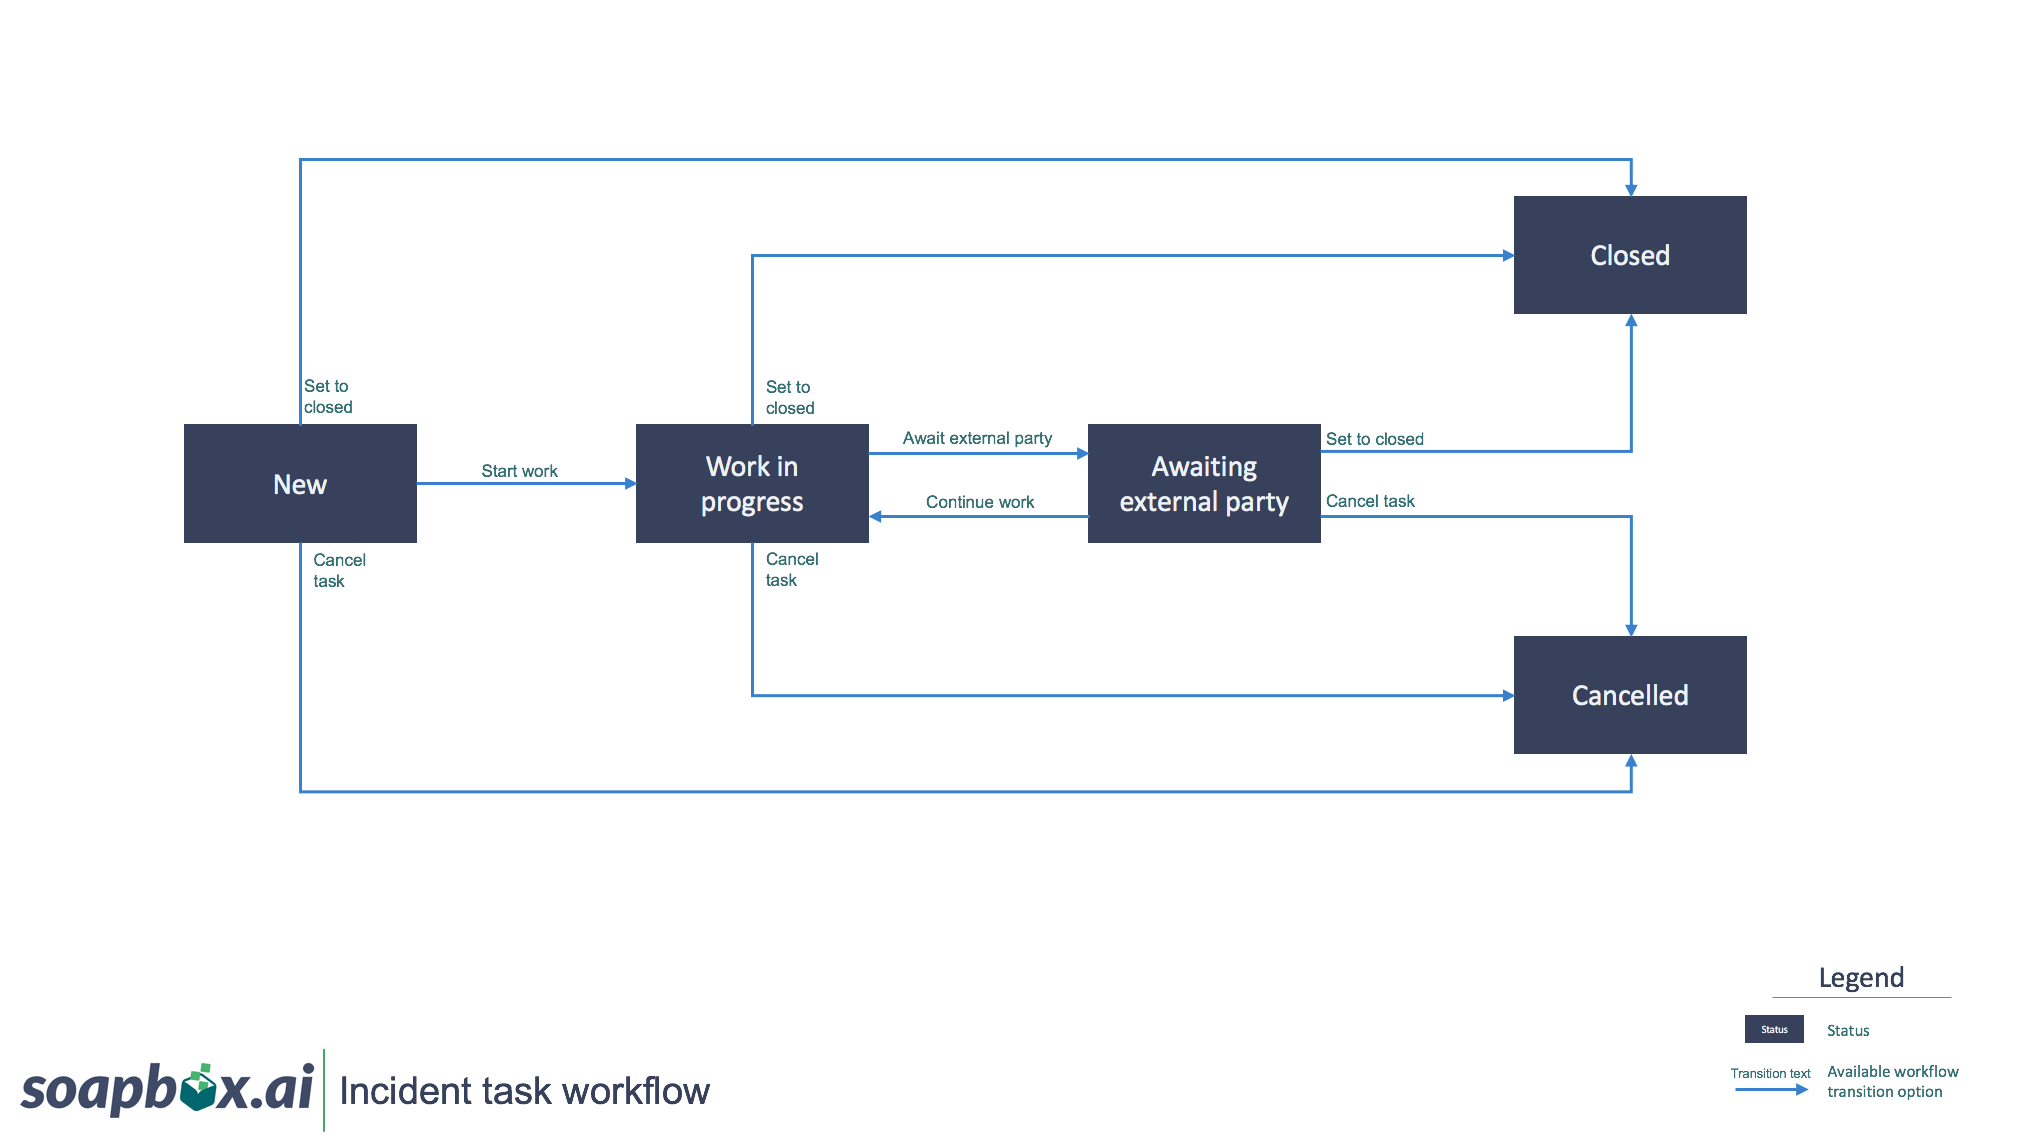 Closed
Set to
closed
Set to
closed
New
Start work
Work in
progress
Await external party
Continue work
Awaiting
external party
Set to closed
Cancel task
Cancel
task
Cancel
task
Cancelled
Legend
Status
Status
Transition text
Available workflow
transition option
soapbox.ai
Incident task workflow